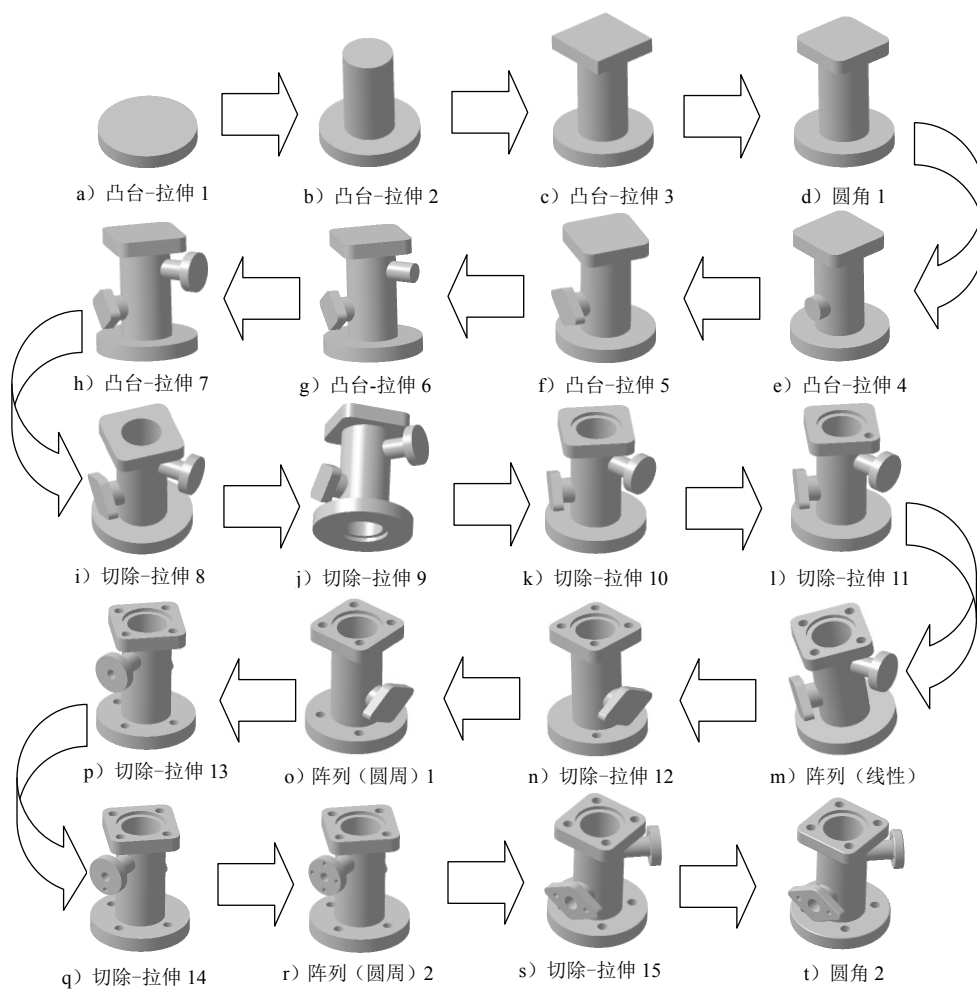 a）凸台-拉伸 1
b）凸台-拉伸 2
c）凸台-拉伸 3
d）圆角 1
h）凸台-拉伸 7
g）凸台-拉伸 6
f）凸台-拉伸 5
e）凸台-拉伸 4
i）切除-拉伸 8
j）切除-拉伸 9
k）切除-拉伸 10
l）切除-拉伸 11
p）切除-拉伸 13
o）阵列（圆周）1
n）切除-拉伸 12
m）阵列（线性）
q）切除-拉伸 14
r）阵列（圆周）2
s）切除-拉伸 15
t）圆角 2